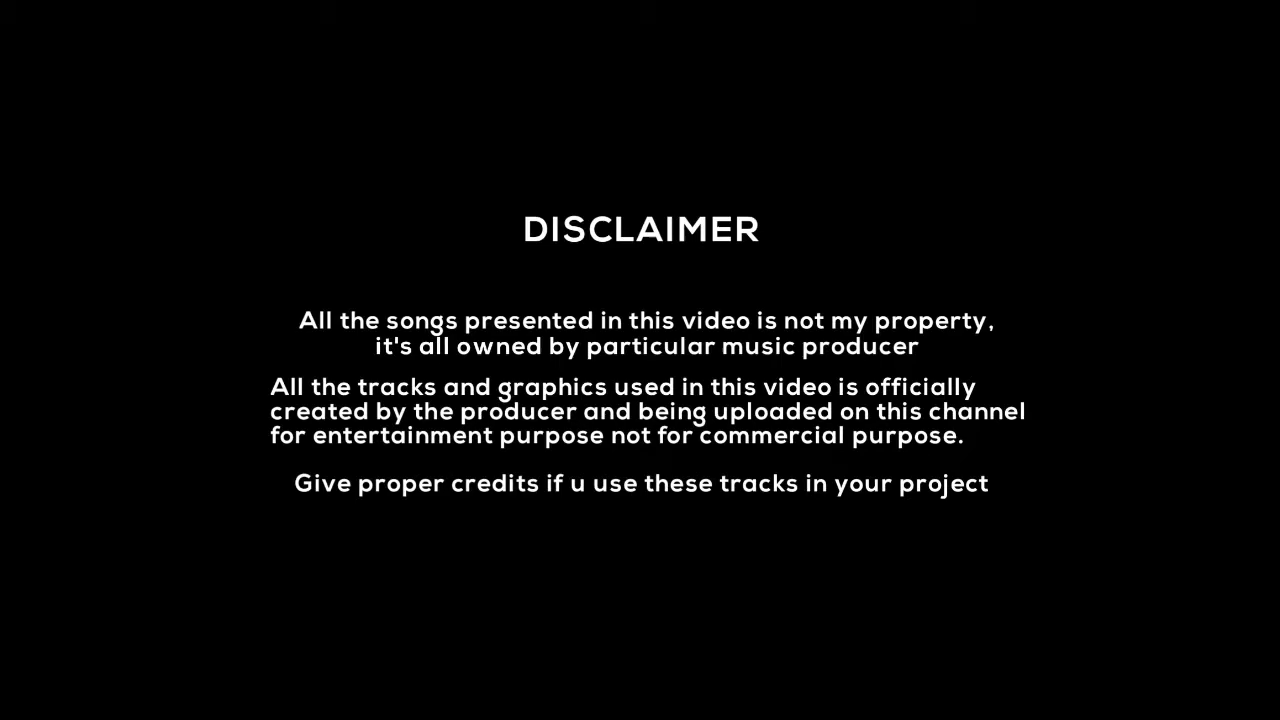 DISCLAIMER
All the songs presented in this video is not my property,
it's all owned by particular music producer
All the tracks and graphics used in this video is officially
created by the producer and being uploaded on this channel
for entertainment purpose not for commercial purpose.
Give proper credits if u use these tracks in your project